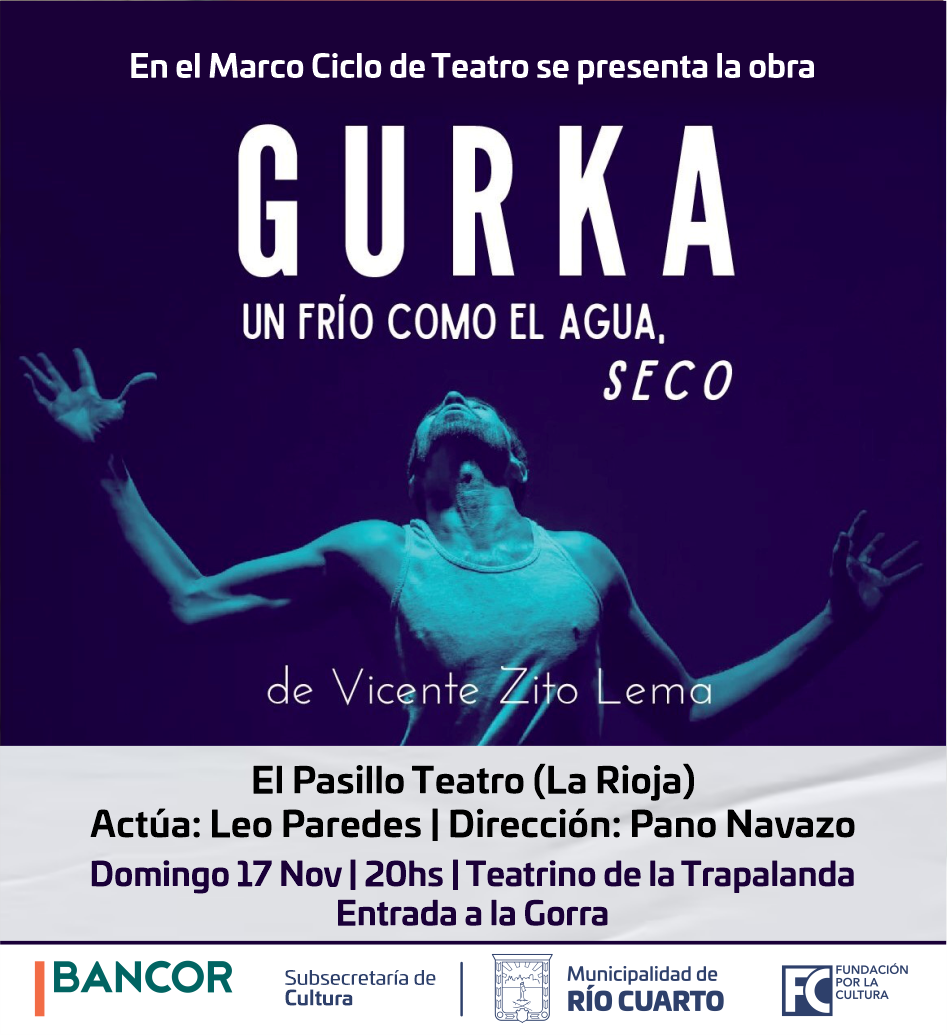 En el Marco Ciclo de Teatro se presenta la obra
GURKA
UN FRÍO COMO EL AGUA,
SECO
de Vicente Zito Lema
El Pasillo Teatro (La Rioja)
Actúa: Leo Paredes | Dirección: Pano Navazo
Domingo 17 Nov | 20hs | Teatrino de la Trapalanda
Entrada a la Gorra
BANCOR
Subsecretaría de
Cultura
Municipalidad de
RÍO CUARTO
FC
FUNDACIÓN
POR LA
CULTURA